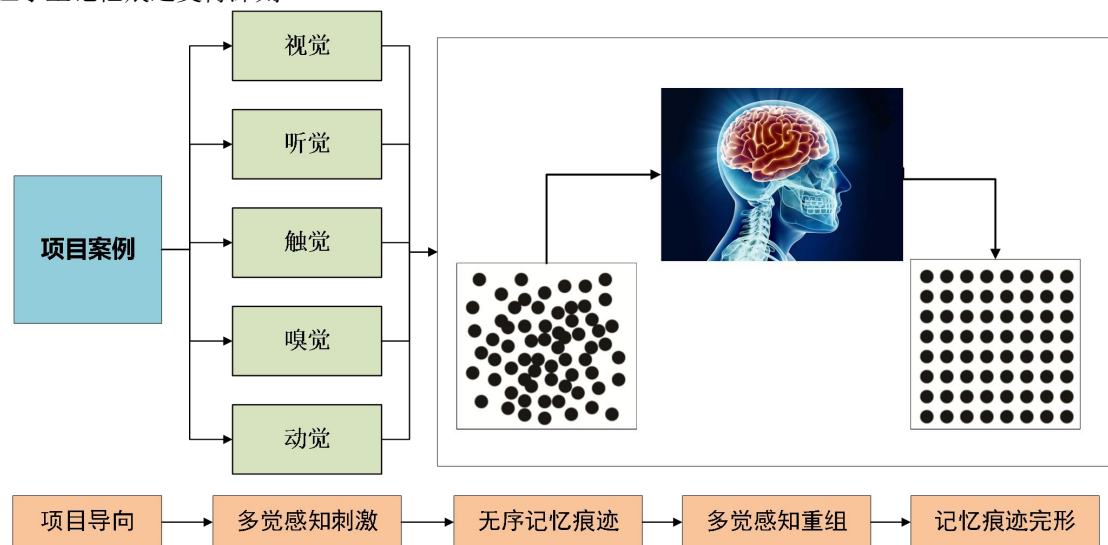 视觉
听觉
项目案例
触觉
嗅觉
动觉
项目导向
多觉感知刺激
无序记忆痕迹
多觉感知重组
记忆痕迹完形